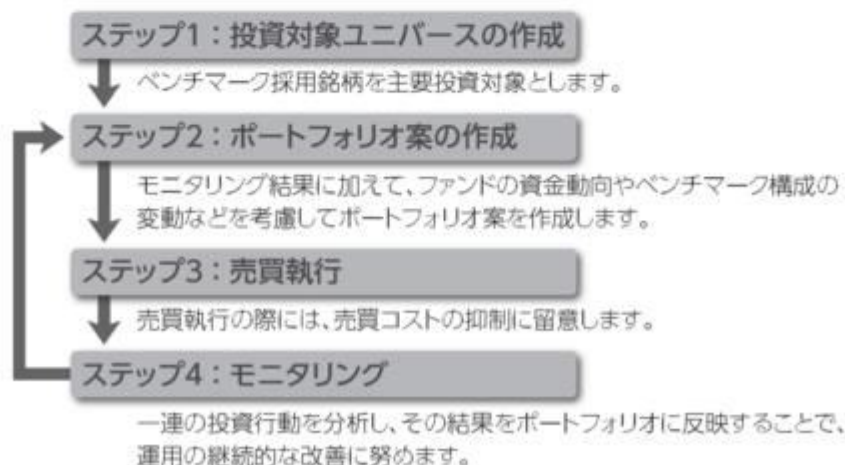 ステップ1：投資対象ユニバースの作成
ベンチマーク採用銘柄を主要投資対象とします。
ステップ2：ポートフォリオ案の作成
モニタリング結果に加えて、ファンドの資金動向やベンチマーク構成の
変動などを考慮してポートフォリオ案を作成します。
ステップ3：売買執行
売買執行の際には、売買コストの抑制に留意します。
ステップ4：モニタリング
一連の投資行動を分析し、その結果をポートフォリオに反映することで、
運用の継続的な改善に努めます。